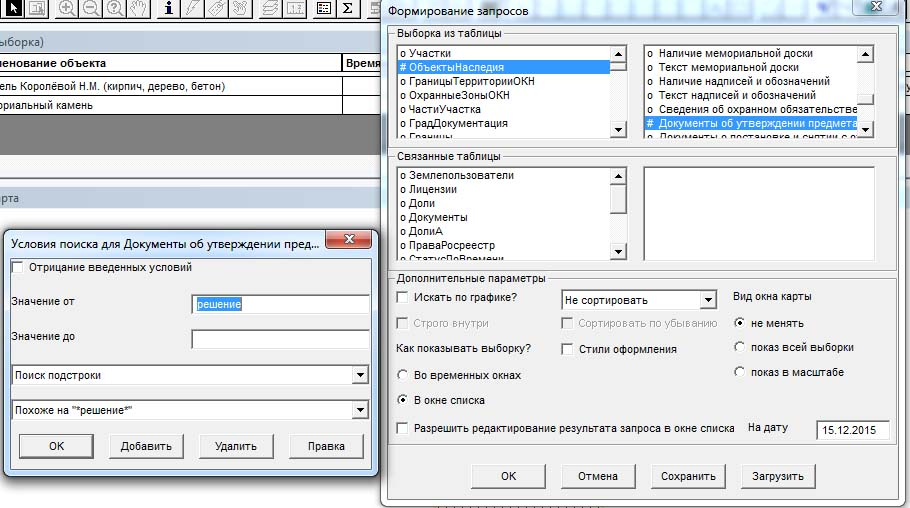 Формирование запросов
Выборка из таблицы
о Участки
# ОбъектыНаследия
о ГраницыТерриторииОКН
о ОхранныеЗоныОКН
о ЧастиУчастка
о ГрадДокументация
о Границы
о Наличие мемориальной доски
о Текст мемориальной доски
о Наличие надписей и обозначений
о Текст надписей и обозначений
о Сведения об охранном обязательстве
# Документы об утверждении предмета
о Документы о постановке и снятии с о
Связанные таблицы
о Землепользователи
о Лицензии
о Доли
о Документы
о ДолиА
о ПраваРосреестр
о СтатусПоВремени
Дополнительные параметры
Искать по графике?
Не сортировать
Вид окна карты
Строго внутри
Сортировать по убыванию
не менять
Как показывать выборку?
Стили оформления
показ всей выборки
Во временных окнах
показ в масштабе
В окне списка
Разрешить редактирование результата запроса в окне списка
На дату
15.12.2015
ОК
Отмена
Сохранить
Загрузить
ыборка)
менование объекта
Время
ель Королёвой Н.М. (кирпич, дерево, бетон)
ориальный камень
рта
Условия поиска для Документы об утверждении пред...
Отрицание введенных условий
Значение от
решение
Значение до
Поиск подстроки
Похоже на "*решение*"
ОК
Добавить
Удалить
Правка